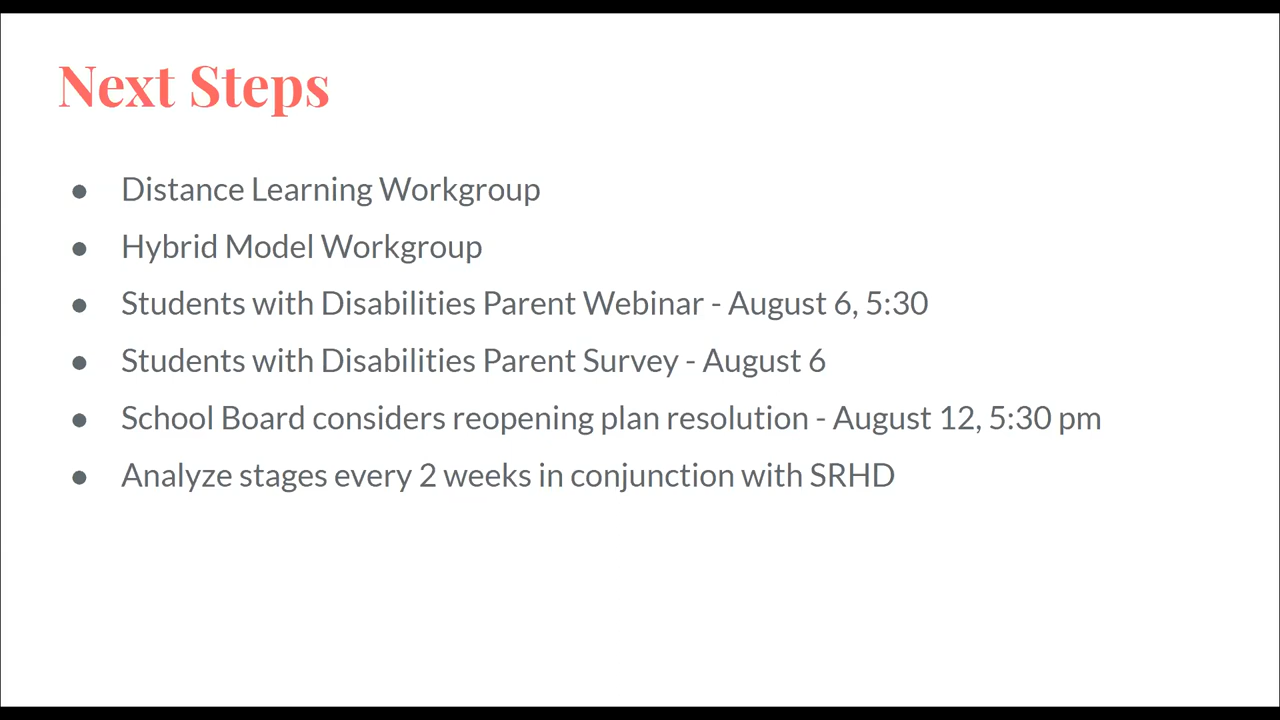 Next Steps
● Distance Learning Workgroup
● Hybrid Model Workgroup
● Students with Disabilities Parent Webinar - August 6, 5:30
● Students with Disabilities Parent Survey - August 6
● School Board considers reopening plan resolution - August 12, 5:30 pm
● Analyze stages every 2 weeks in conjunction with SRHD